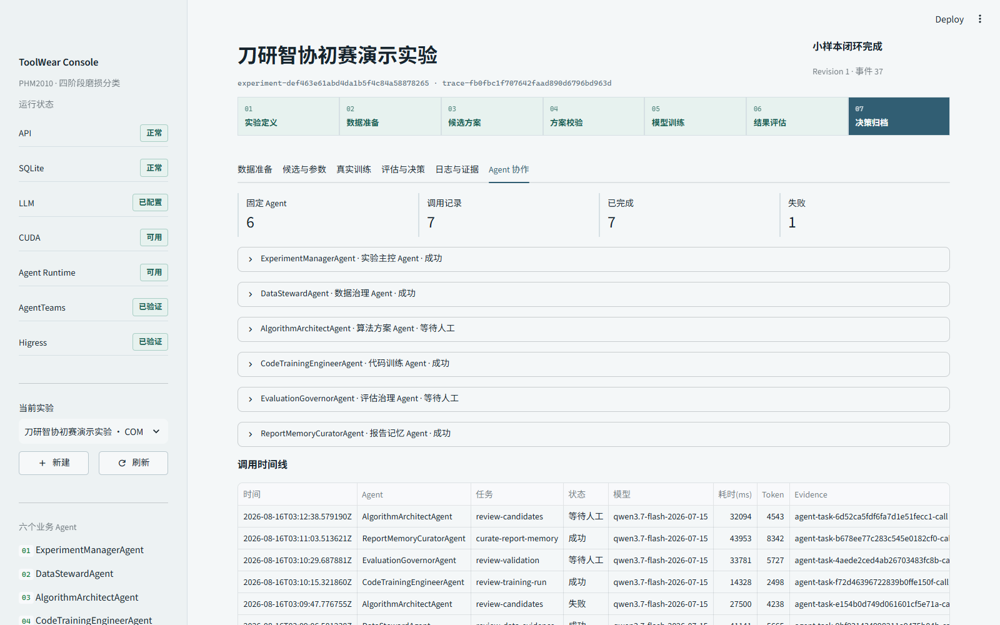 Deploy
ToolWear Console
PHM2010 · 四阶段磨损分类
运行状态
API 正常
SQLite 正常
LLM 已配置
CUDA 可用
Agent Runtime 可用
AgentTeams 已验证
Higress 已验证
当前实验
刀研智协初赛演示实验 · COM
新建 刷新
六个业务 Agent
01 ExperimentManagerAgent
02 DataStewardAgent
03 AlgorithmArchitectAgent
04 CodeTrainingEngineerAgent
刀研智协初赛演示实验
小样本闭环完成
experiment-def463e61abd4da1b5f4c84a58878265 · trace-fb0fbc1f707642faad890d6796bd963d
Revision 1 · 事件 37
01 02 03 04 05 06 07
实验定义 数据准备 候选方案 方案校验 模型训练 结果评估 决策归档
数据准备 候选与参数 真实训练 评估与决策 日志与证据 Agent 协作
固定 Agent 调用记录 已完成 失败
6 7 7 1
ExperimentManagerAgent · 实验主控 Agent · 成功
DataStewardAgent · 数据治理 Agent · 成功
AlgorithmArchitectAgent · 算法方案 Agent · 等待人工
CodeTrainingEngineerAgent · 代码训练 Agent · 成功
EvaluationGovernorAgent · 评估治理 Agent · 等待人工
ReportMemoryCuratorAgent · 报告记忆 Agent · 成功
调用时间线
时间 Agent 任务 状态 模型 耗时(ms) Token Evidence
2026-08-16T03:12:38.579190Z AlgorithmArchitectAgent review-candidates 等待人工 qwen3.7-flash-2026-07-15 32094 4543 agent-task-6d52ca5fdf6fa7d1e51fecc1-call
2026-08-16T03:11:03.513621Z ReportMemoryCuratorAgent curate-report-memory 成功 qwen3.7-flash-2026-07-15 43953 8342 agent-task-b678ee77c283c545e0182cf0-cal
2026-08-16T03:10:29.687881Z EvaluationGovernorAgent review-validation 等待人工 qwen3.7-flash-2026-07-15 33781 5727 agent-task-4aede2ced4ab26703483fc8b-ca
2026-08-16T03:10:15.321860Z CodeTrainingEngineerAgent review-training-run 成功 qwen3.7-flash-2026-07-15 14328 2498 agent-task-f72d46396722839b0ffe150f-call
2026-08-16T03:09:47.776755Z AlgorithmArchitectAgent review-candidates 失败 qwen3.7-flash-2026-07-15 27500 4238 agent-task-e154b0d749d061601cf5e71a-ca